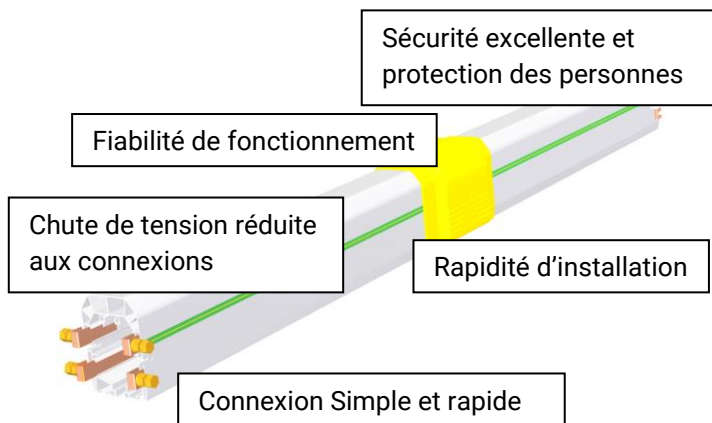 Sécurité excellente et
protection des personnes
Fiabilité de fonctionnement
Chute de tension réduite
aux connexions
Rapidité d’installation
Connexion Simple et rapide